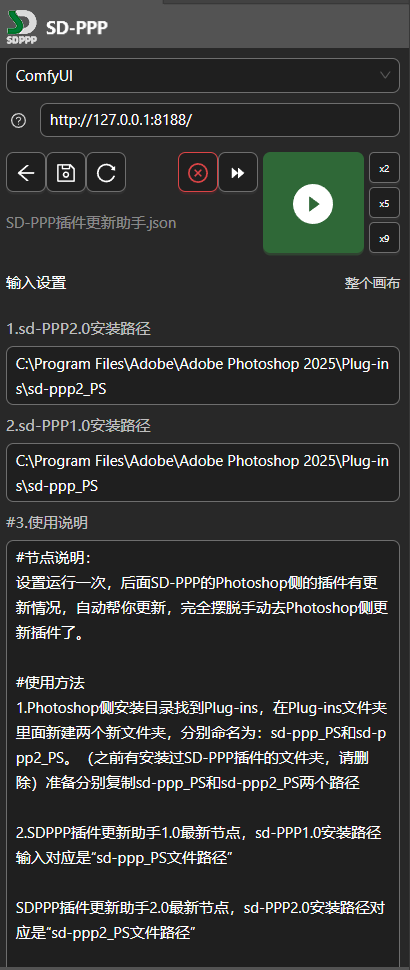 SD-PPP
SDPPP
ComfyUI
http://127.0.0.1:8188/
x2
x5
x9
SD-PPP插件更新助手.json
输入设置
整个画布
1.sd-PPP2.0安装路径
C:\Program Files\Adobe\Adobe Photoshop 2025\Plug-in
s\sd-ppp2_PS
2.sd-PPP1.0安装路径
C:\Program Files\Adobe\Adobe Photoshop 2025\Plug-in
s\sd-ppp_PS
#3.使用说明
#节点说明：
设置运行一次，后面SD-PPP的Photoshop侧的插件有更
新情况，自动帮你更新，完全摆脱手动去Photoshop侧更
新插件了。
#使用方法
1.Photoshop侧安装目录找到Plug-ins，在Plug-ins文件夹
里面新建两个新文件夹，分别命名为：sd-ppp_PS和sd-p
pp2_PS。（之前有安装过SD-PPP插件的文件夹，请删
除）准备分别复制sd-ppp_PS和sd-ppp2_PS两个路径
2.SDPPP插件更新助手1.0最新节点，sd-PPP1.0安装路径
输入对应是“sd-ppp_PS文件路径”
SDPPP插件更新助手2.0最新节点，sd-PPP2.0安装路径对
应是“sd-ppp2_PS文件路径”